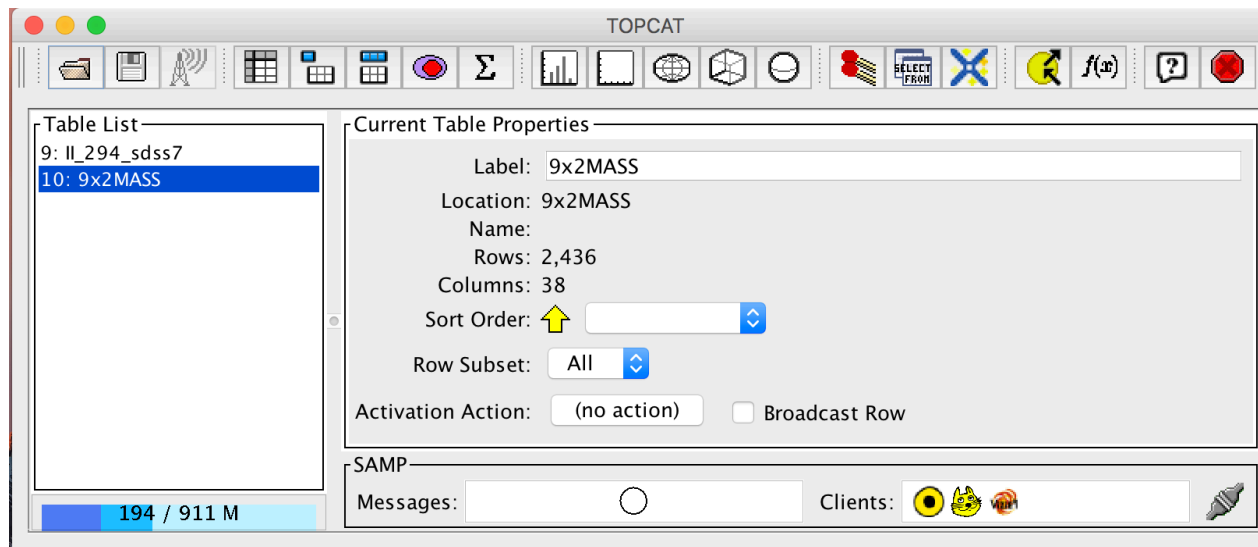 TOPCAT
Σ
SELECT
FROM
f(x)
?
Table List
9: II_294_sdss7
10: 9x2MASS
Current Table Properties
Label: 9x2MASS
Location: 9x2MASS
Name:
Rows: 2,436
Columns: 38
Sort Order:
Row Subset: All
Activation Action: (no action) Broadcast Row
SAMP
Messages: Clients:
194 / 911 M